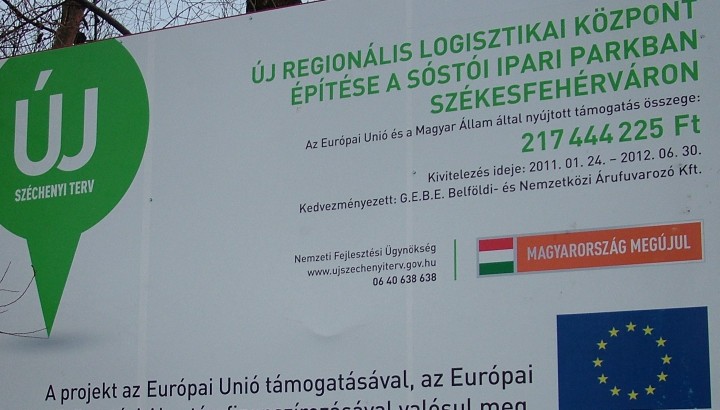 ÚJ
SZÉCHENYI TERV
ÚJ REGIONÁLIS LOGISZTIKAI KÖZPONT
ÉPÍTÉSE A SÓSTÓI IPARI PARKBAN
SZÉKESFEHÉRVÁRON
Az Európai Unió és a Magyar Állam által nyújtott támogatás összege:
217 444 225 Ft
Kivitelezés ideje: 2011. 01. 24. – 2012. 06. 30.
Kedvezményezett: G.E.B.E. Belföldi- és Nemzetközi Árufuvarozó Kft.
Nemzeti Fejlesztési Ügynökség
www.ujszechenyiterv.gov.hu
06 40 638 638
MAGYARORSZÁG MEGÚJUL
A projekt az Európai Unió támogatásával, az Európai
valósul meg.